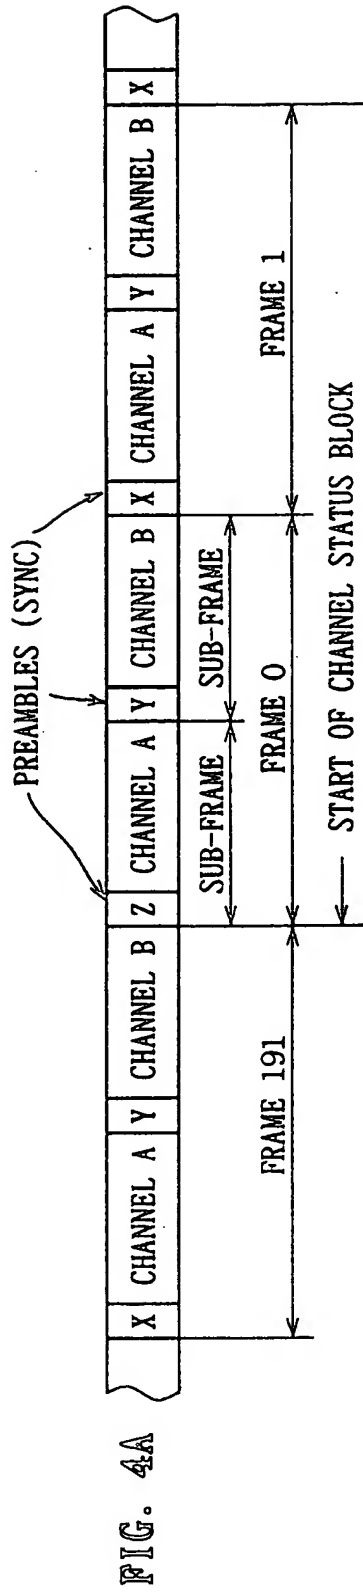 PREAMBLES (SYNC)
X CHANNEL A Y CHANNEL B Z CHANNEL A Y CHANNEL B X CHANNEL A Y CHANNEL B X
SUB-FRAME SUB-FRAME
FRAME 191 FRAME 0 FRAME 1
START OF CHANNEL STATUS BLOCK
FIG. 4A